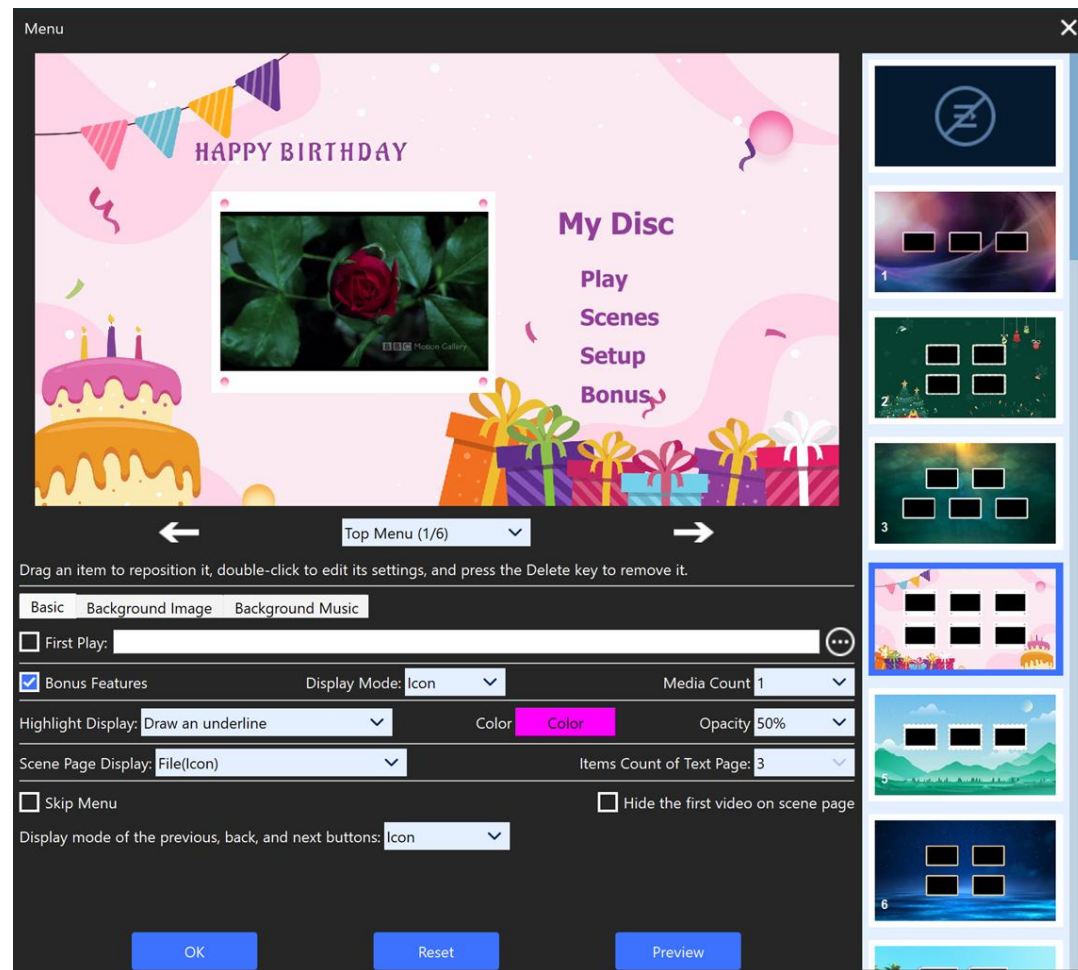 Menu
HAPPY BIRTHDAY
BBC Motion Gallery
My Disc
Play
Scenes
Setup
Bonus
Top Menu (1/6)
Drag an item to reposition it, double-click to edit its settings, and press the Delete key to remove it.
Basic Background Image Background Music
First Play:
Bonus Features Display Mode: Icon Media Count 1
Highlight Display: Draw an underline Color Color Opacity 50%
Scene Page Display: File(Icon) Items Count of Text Page: 3
Skip Menu Hide the first video on scene page
Display mode of the previous, back, and next buttons: Icon
OK Reset Preview
1
2
3
5
6